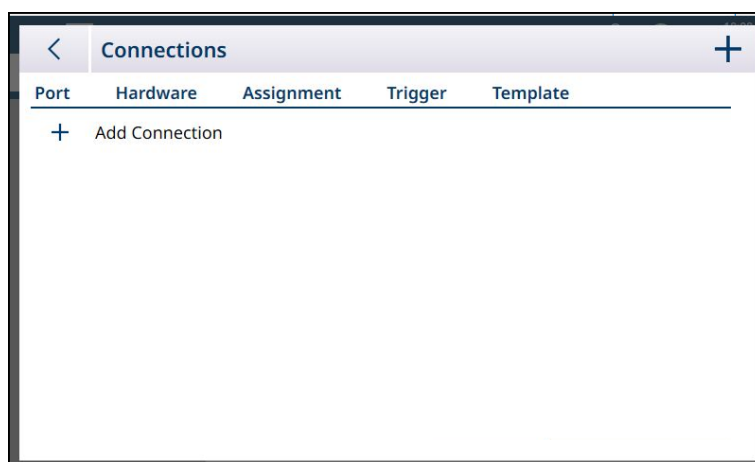 Connections
Port Hardware Assignment Trigger Template
Add Connection